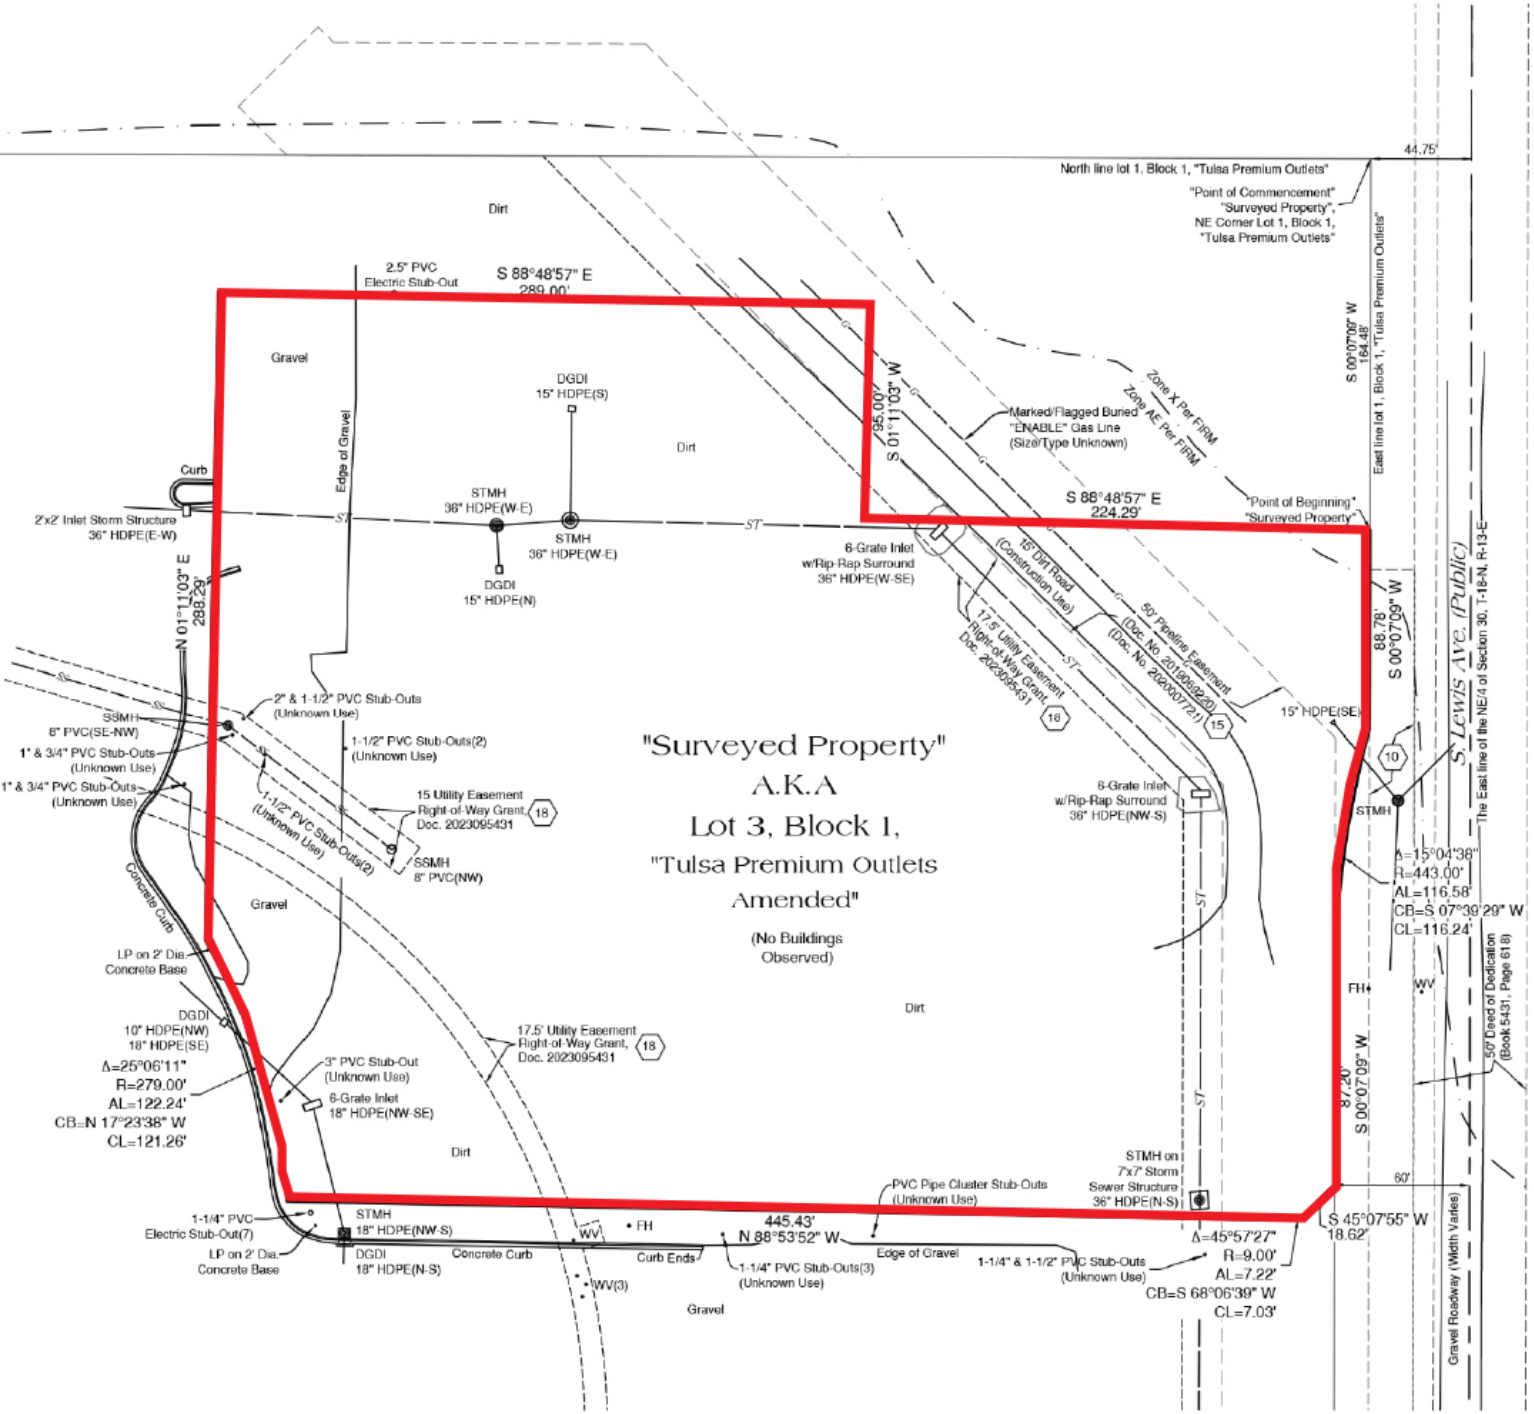 44.75'
North line lot 1, Block 1, "Tulsa Premium Outlets"
"Point of Commencement"
"Surveyed Property",
NE Corner Lot 1, Block 1,
"Tulsa Premium Outlets"
Dirt
2.5" PVC
Electric Stub-Out
S 88°48'57" E
289.00'
S 00°07'09" W
164.48'
East line lot 1, Block 1, "Tulsa Premium Outlets"
Gravel
G
DGDI
15" HDPE(S)
95.00'
S 01°11'03" W
G
Zone X Per FIRM
Zone AE Per FIRM
Marked/Flagged Buried
"ENABLE" Gas Line
(Size/Type Unknown)
Edge of Gravel
Dirt
G
Curb
STMH
36" HDPE(W-E)
S 88°48'57" E
224.29'
"Point of Beginning"
"Surveyed Property"
2'x2' Inlet Storm Structure
36" HDPE(E-W)
ST
ST
STMH
36" HDPE(W-E)
6-Grate Inlet
w/Rip-Rap Surround
36" HDPE(W-SE)
15' Dirt Road
(Construction Use)
DGDI
15" HDPE(N)
N 01°11'03" E
288.29'
G
17.5' Utility Easement
Right-of-Way Grant,
Doc. 2023095431
18
50' Pipeline Easement
(Doc. No. 2019069220)
(Doc. No. 2020007721)
15
88.78'
S 00°07'09" W
S. Lewis Ave. (Public)
The East line of the NE/4 of Section 30, T-18-N, R-13-E
ST
SS
2" & 1-1/2" PVC Stub-Outs
(Unknown Use)
SSMH
8" PVC(SE-NW)
15" HDPE(SE)
1" & 3/4" PVC Stub-Outs
(Unknown Use)
SS
1-1/2" PVC Stub-Outs(2)
(Unknown Use)
"Surveyed Property"
A.K.A
Lot 3, Block 1,
"Tulsa Premium Outlets
Amended"
(No Buildings
Observed)
10
1" & 3/4" PVC Stub-Outs
(Unknown Use)
1-1/2" PVC Stub-Outs(2)
(Unknown Use)
SS
15 Utility Easement
Right-of-Way Grant,
Doc. 2023095431
18
6-Grate Inlet
w/Rip-Rap Surround
36" HDPE(NW-S)
STMH
SSMH
8" PVC(NW)
Δ=15°04'38"
R=443.00'
AL=116.58'
CB=S 07°39'29" W
CL=116.24'
Concrete Curb
Gravel
ST
LP on 2' Dia.
Concrete Base
50' Deed of Dedication
(Book 5431, Page 618)
FH
WV
Dirt
DGDI
10" HDPE(NW)
18" HDPE(SE)
17.5' Utility Easement
Right-of-Way Grant,
Doc. 2023095431
18
Δ=25°06'11"
R=279.00'
AL=122.24'
CB=N 17°23'38" W
CL=121.26'
3" PVC Stub-Out
(Unknown Use)
6-Grate Inlet
18" HDPE(NW-SE)
87.20'
S 00°07'09" W
ST
Dirt
STMH on
7'x7' Storm
Sewer Structure
36" HDPE(N-S)
60'
PVC Pipe Cluster Stub-Outs
(Unknown Use)
1-1/4" PVC
Electric Stub-Out(7)
STMH
18" HDPE(NW-S)
WV
FH
445.43'
N 88°53'52" W
S 45°07'55" W
18.62'
LP on 2' Dia.
Concrete Base
DGDI
18" HDPE(N-S)
Concrete Curb
Curb Ends
Edge of Gravel
1-1/4" PVC Stub-Outs(3)
(Unknown Use)
1-1/4" & 1-1/2" PVC Stub-Outs
(Unknown Use)
Δ=45°57'27"
R=9.00'
AL=7.22'
CB=S 68°06'39" W
CL=7.03'
WV(3)
Gravel
Gravel Roadway (Width Varies)